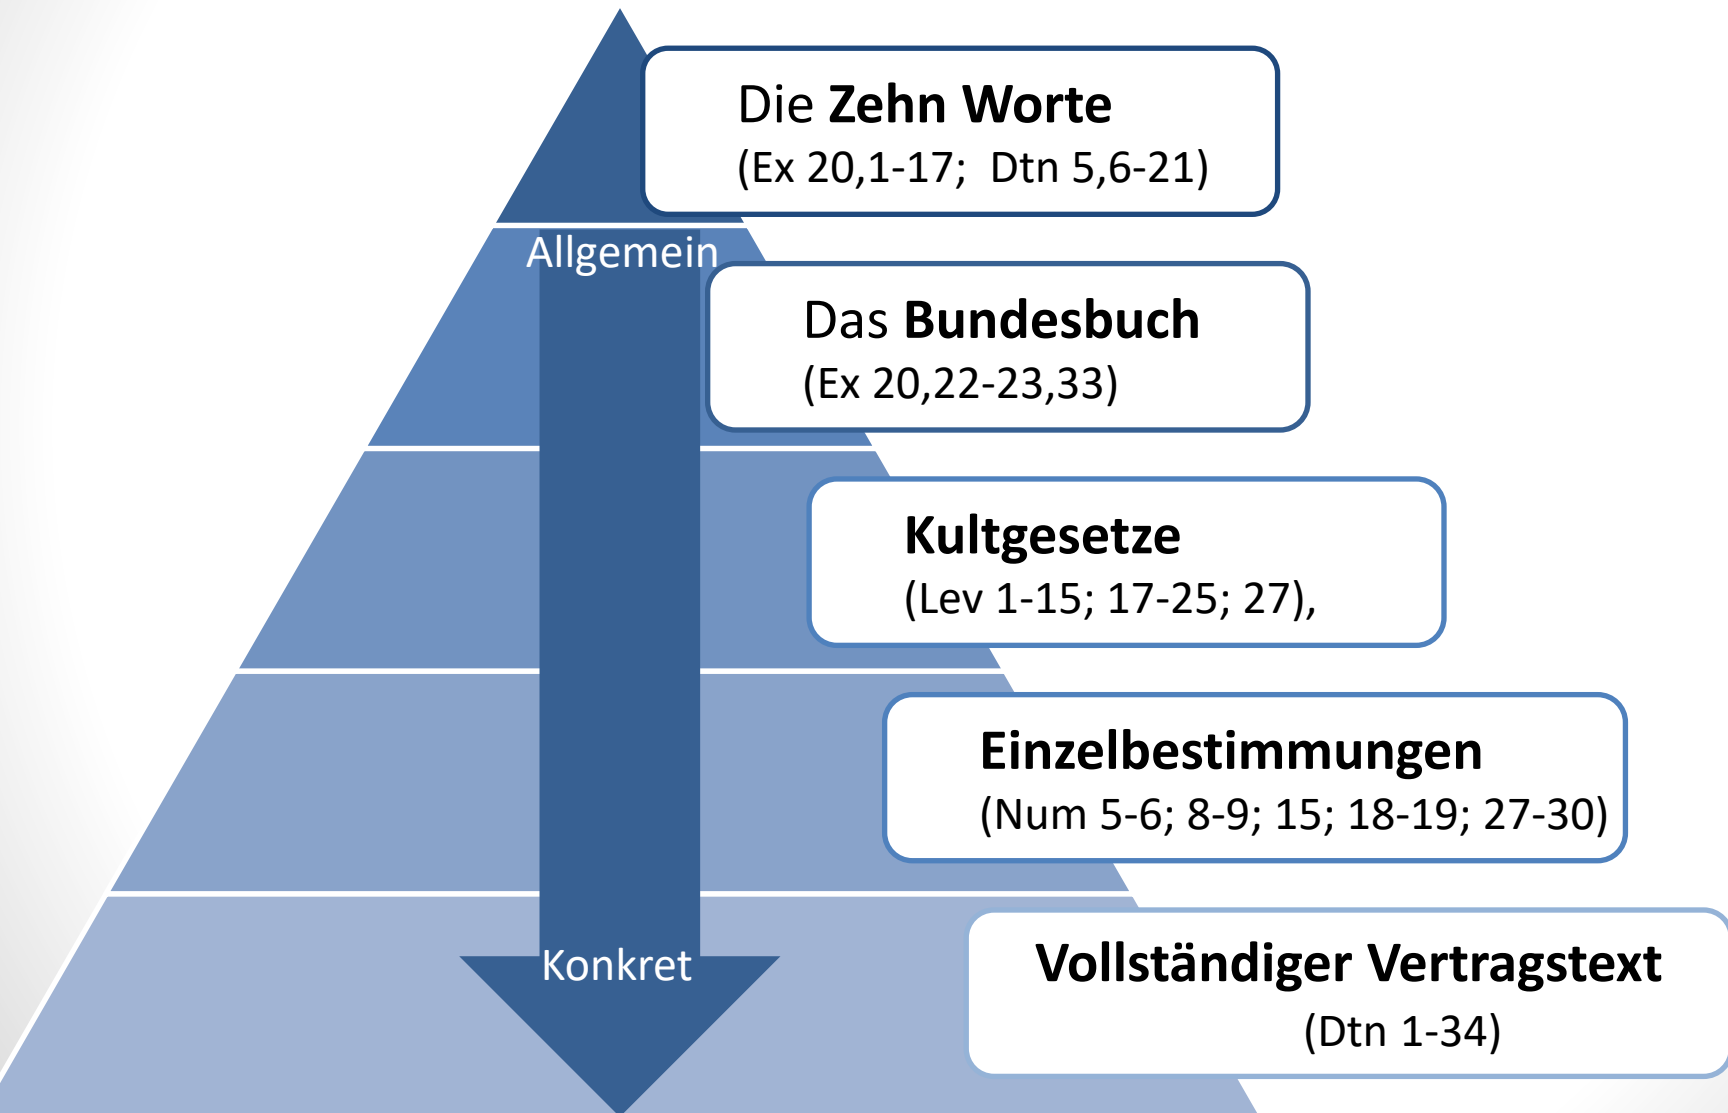 Die Zehn Worte
(Ex 20,1-17;  Dtn 5,6-21)
Allgemein
Das Bundesbuch
(Ex 20,22-23,33)
Kultgesetze
(Lev 1-15; 17-25; 27),
Einzelbestimmungen
(Num 5-6; 8-9; 15; 18-19; 27-30)
Konkret
Vollständiger Vertragstext
(Dtn 1-34)